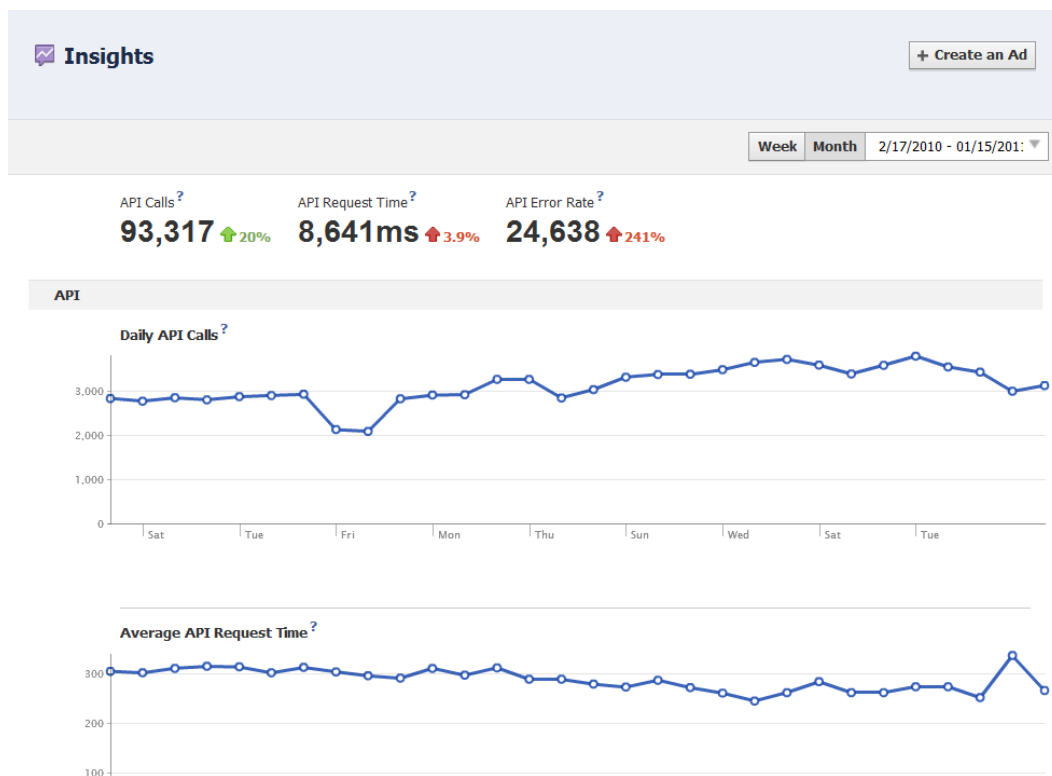 Insights
+ Create an Ad
Week Month 2/17/2010 - 01/15/201:
API Calls? API Request Time? API Error Rate?
93,317 20% 8,641ms 3.9% 24,638 241%
API
Daily API Calls?
3,000
2,000
1,000
0
Sat Tue Fri Mon Thu Sun Wed Sat Tue
Average API Request Time?
300
200
100